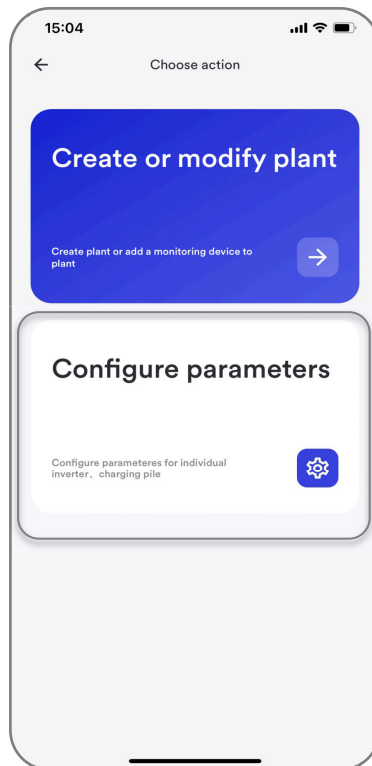 15:04
Choose action
Create or modify plant
Create plant or add a monitoring device to
plant
Configure parameters
Configure parameteres for individual
inverter、charging pile